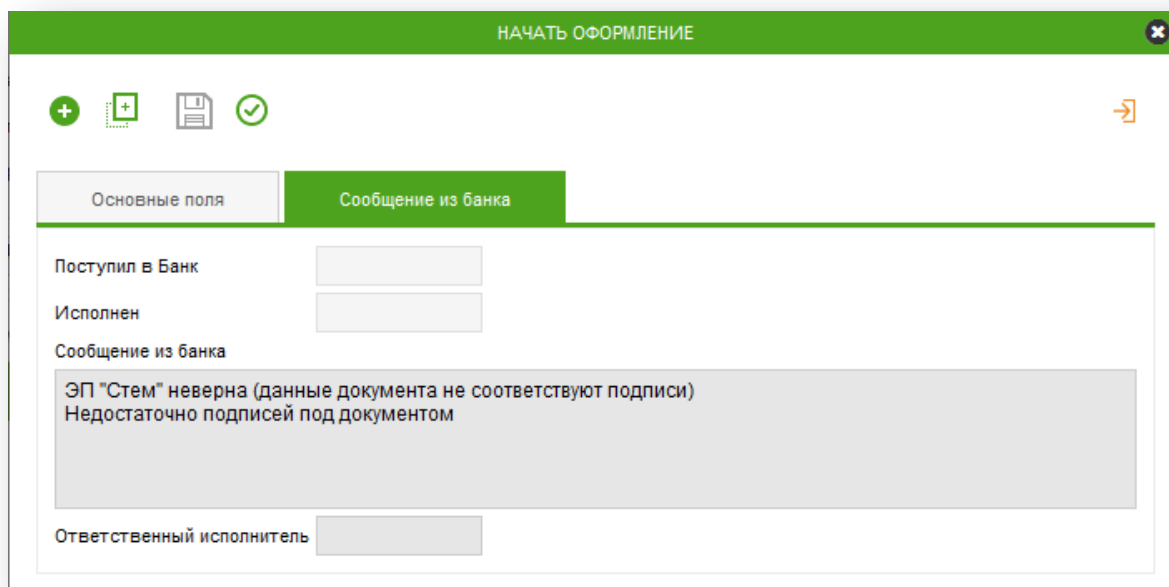 НАЧАТЬ ОФОРМЛЕНИЕ
Основные поля
Сообщение из банка
Поступил в Банк
Исполнен
Сообщение из банка
ЭП "Стем" неверна (данные документа не соответствуют подписи)
Недостаточно подписей под документом
Ответственный исполнитель